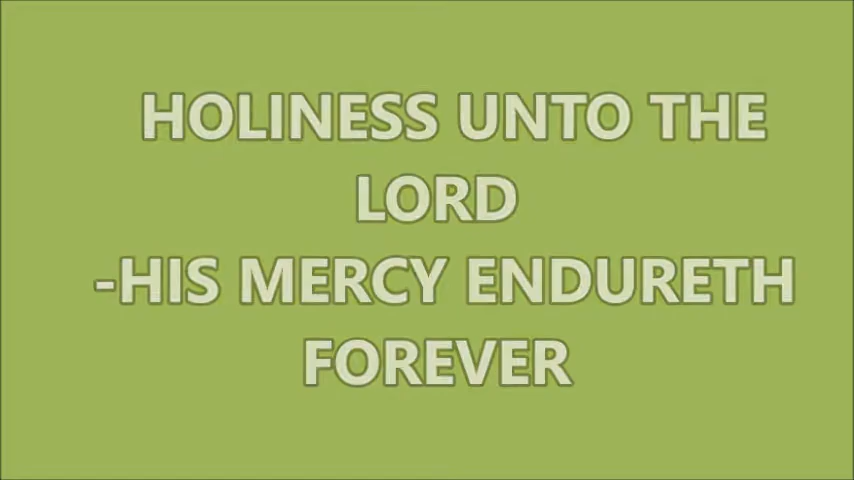 HOLINESS UNTO THE
LORD
-HIS MERCY ENDURETH
FOREVER